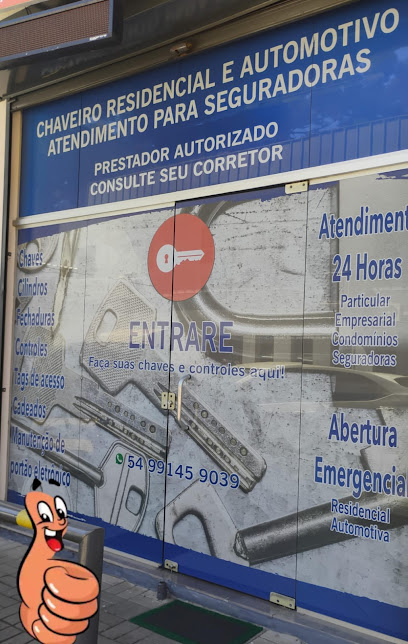 CHAVEIRO RESIDENCIAL E AUTOMOTIVO
ATENDIMENTO PARA SEGURADORAS
PRESTADOR AUTORIZADO
CONSULTE SEU CORRETOR
Chaves
Cilindros
Fechaduras
Controles
Tags de acesso
Cadeados
Manutenção de
portão eletrônico
ENTRARE
Faça suas chaves e controles aqui!
54 99145 9039
Atendiment
24 Horas
Particular
Empresarial
Condomínios
Seguradoras
Abertura
Emergencia
Residencial
Automotiva